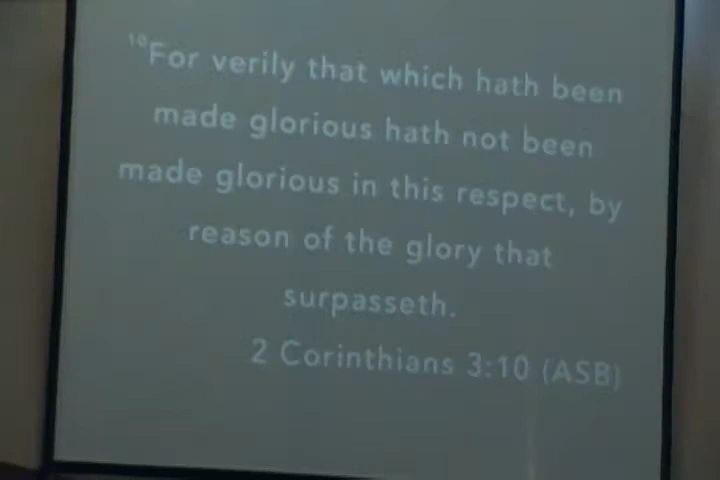 ¹⁰For verily that which hath been
made glorious hath not been
made glorious in this respect, by
reason of the glory that
surpasseth.
2 Corinthians 3:10 (ASB)